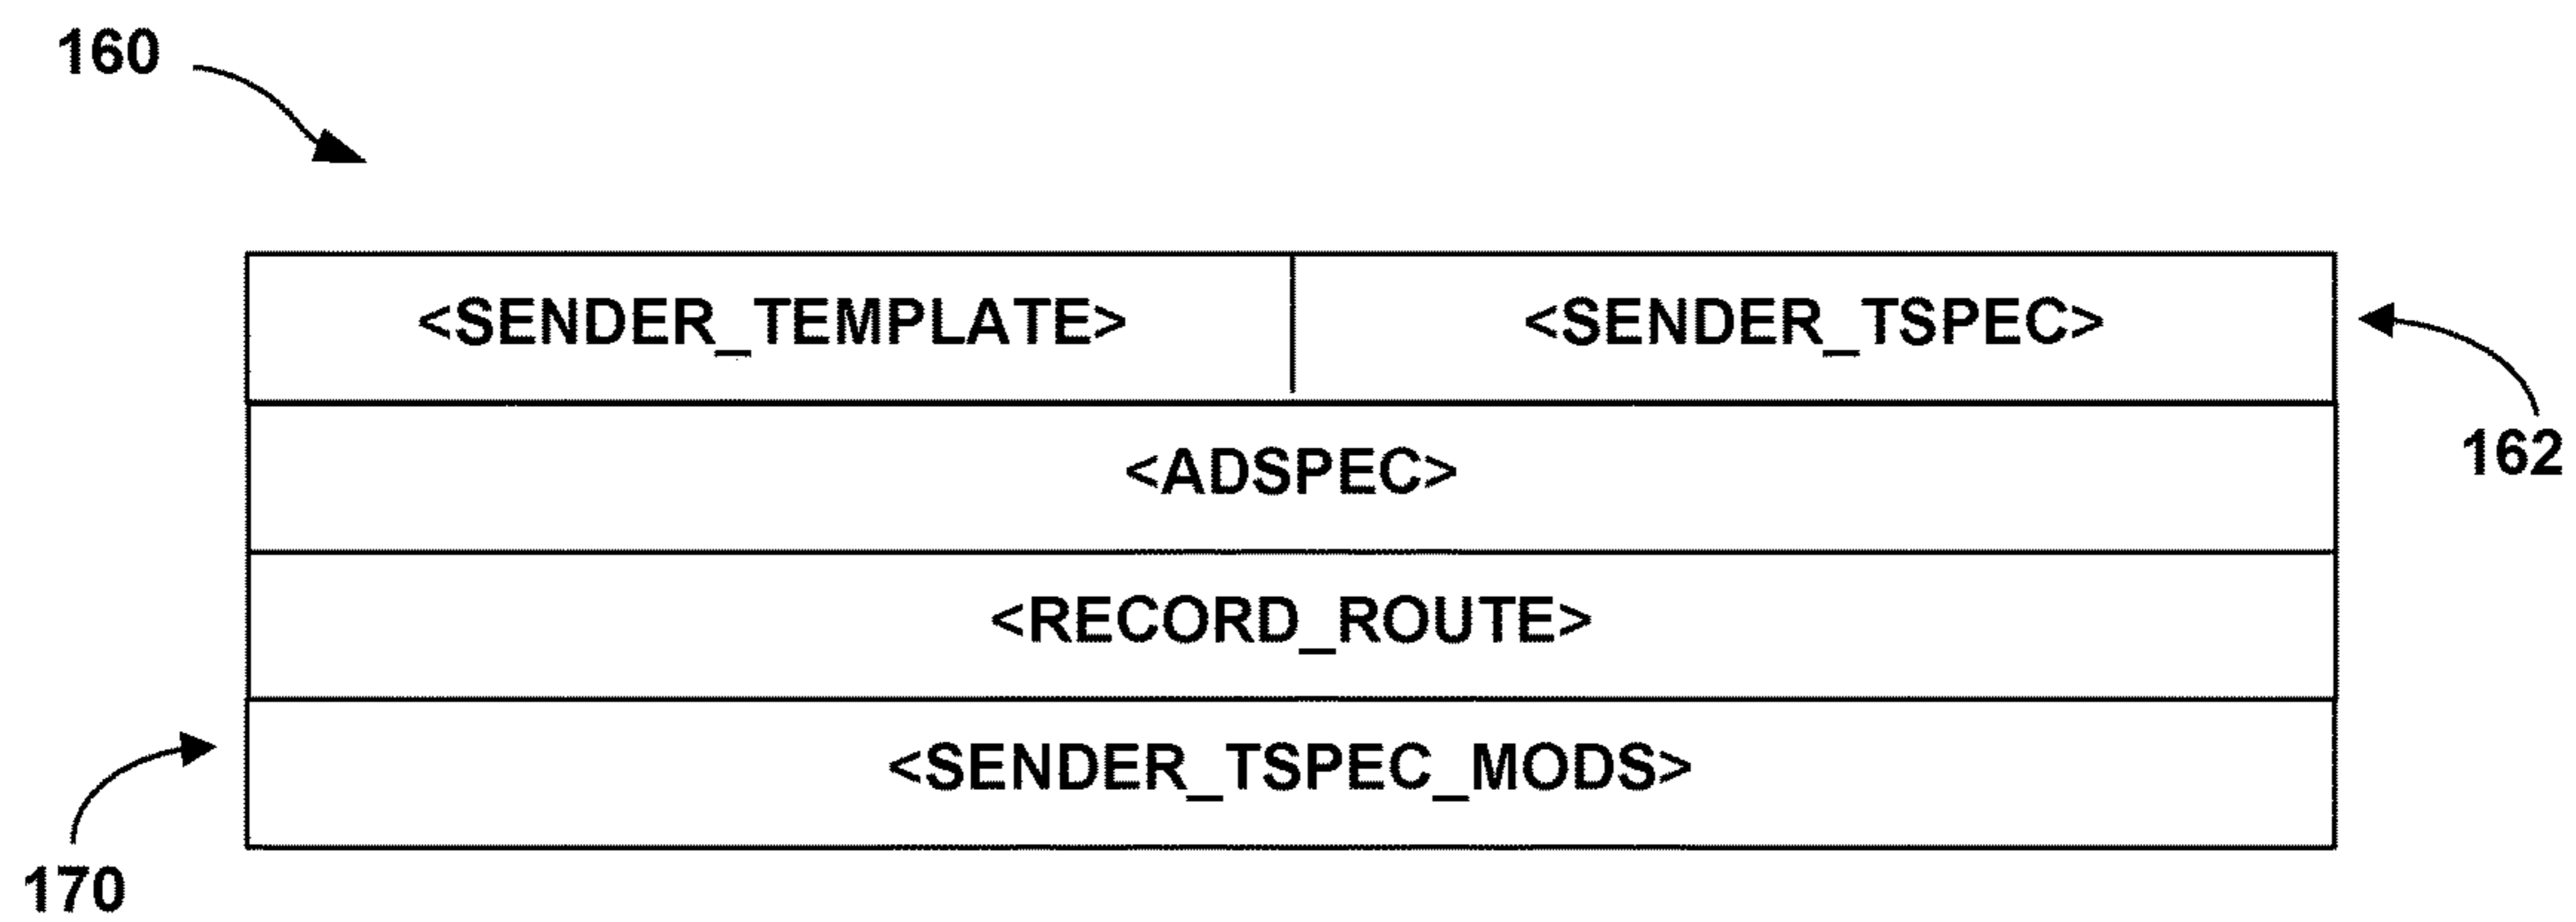 160
<SENDER_TEMPLATE> <SENDER_TSPEC>
162
<ADSPEC>
<RECORD_ROUTE>
<SENDER_TSPEC_MODS>
170